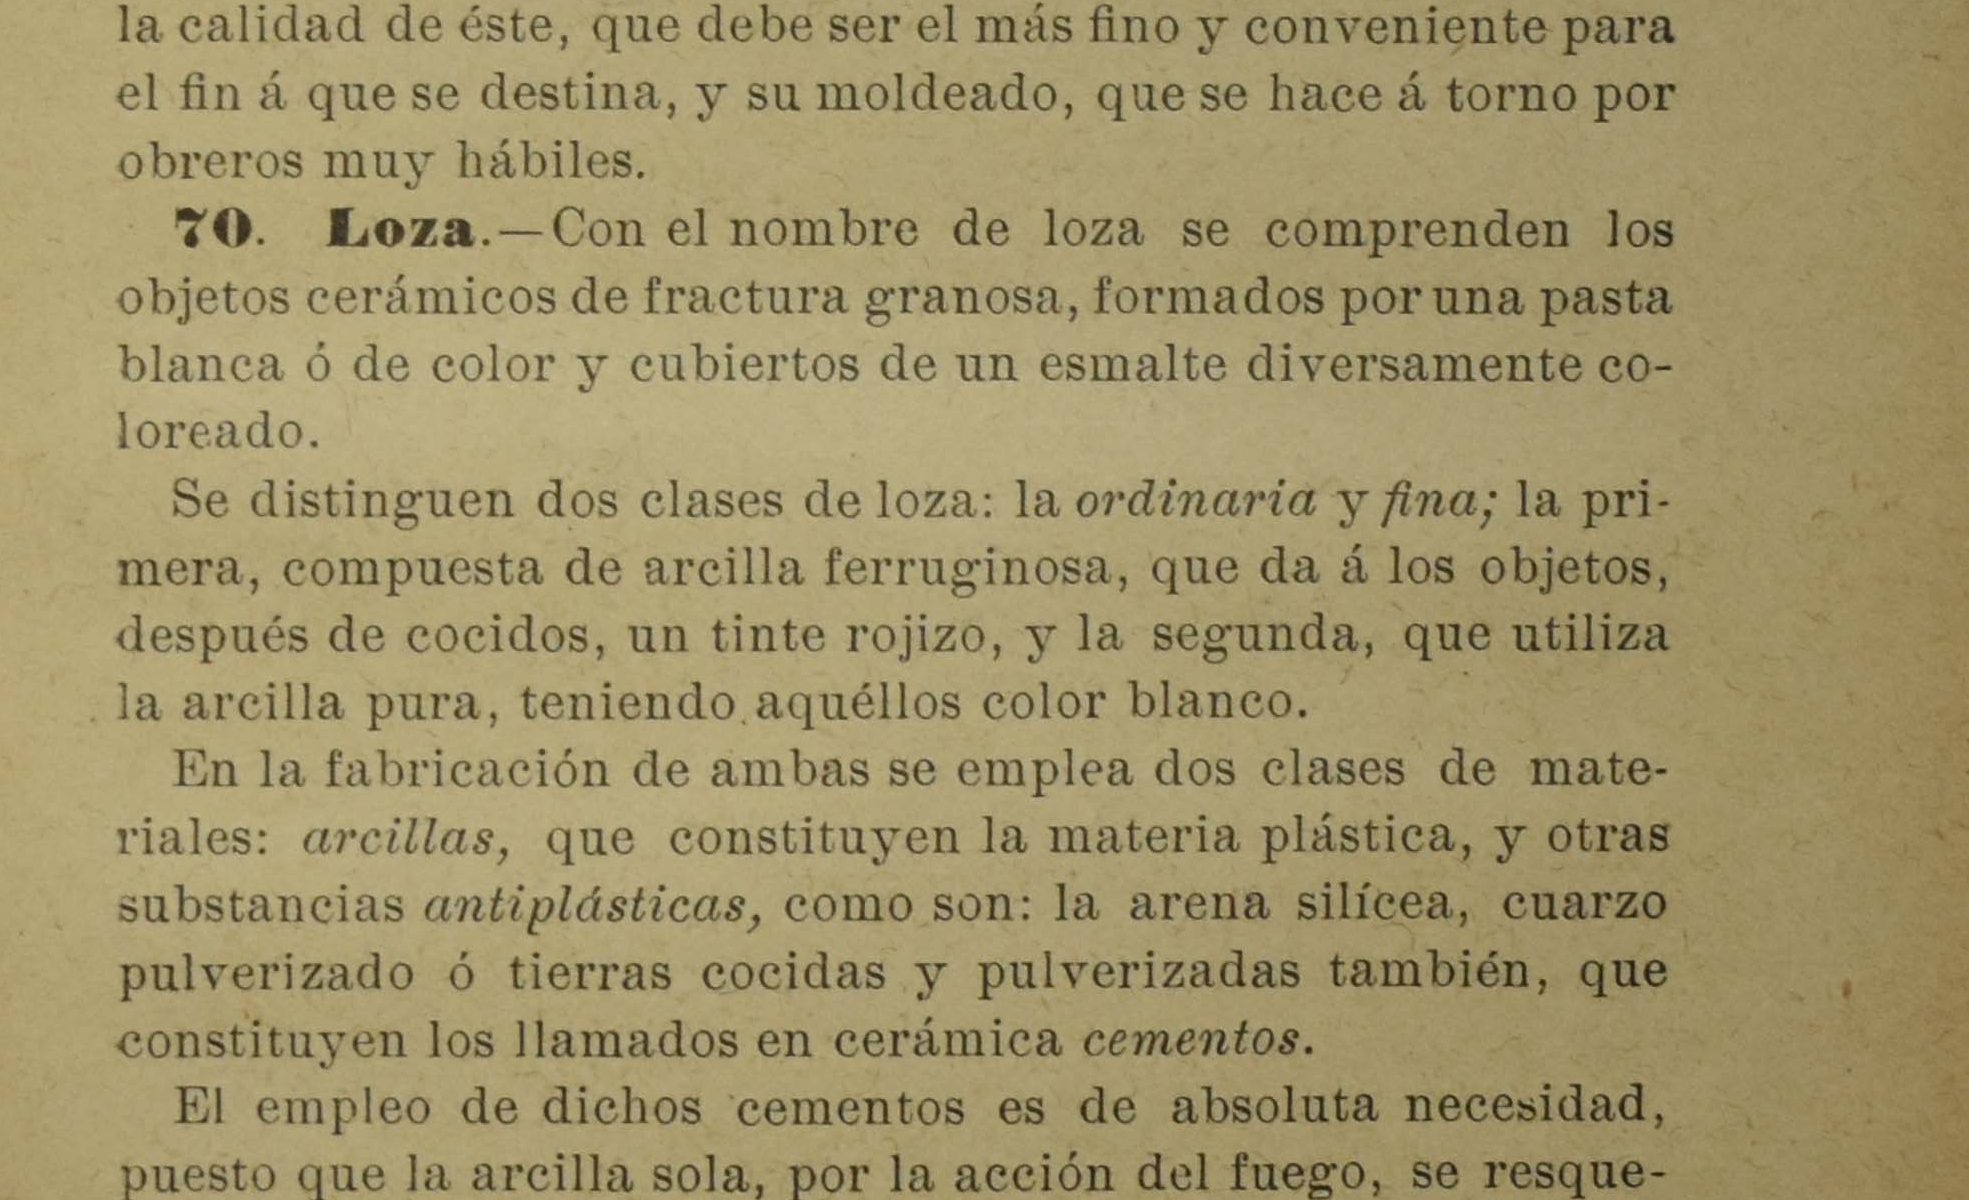 la calidad de éste, que debe ser el más fino y conveniente para
el fin á que se destina, y su moldeado, que se hace á torno por
obreros muy hábiles.
70. Loza.—Con el nombre de loza se comprenden los
objetos cerámicos de fractura granosa, formados por una pasta
blanca ó de color y cubiertos de un esmalte diversamente co-
loreado.
Se distinguen dos clases de loza: la ordinaria y fina; la pri-
mera, compuesta de arcilla ferruginosa, que da á los objetos,
después de cocidos, un tinte rojizo, y la segunda, que utiliza
la arcilla pura, teniendo aquéllos color blanco.
En la fabricación de ambas se emplea dos clases de mate-
riales: arcillas, que constituyen la materia plástica, y otras
substancias antiplásticas, como son: la arena silícea, cuarzo
pulverizado ó tierras cocidas y pulverizadas también, que
constituyen los llamados en cerámica cementos.
El empleo de dichos cementos es de absoluta necesidad,
puesto que la arcilla sola, por la acción del fuego, se resque-